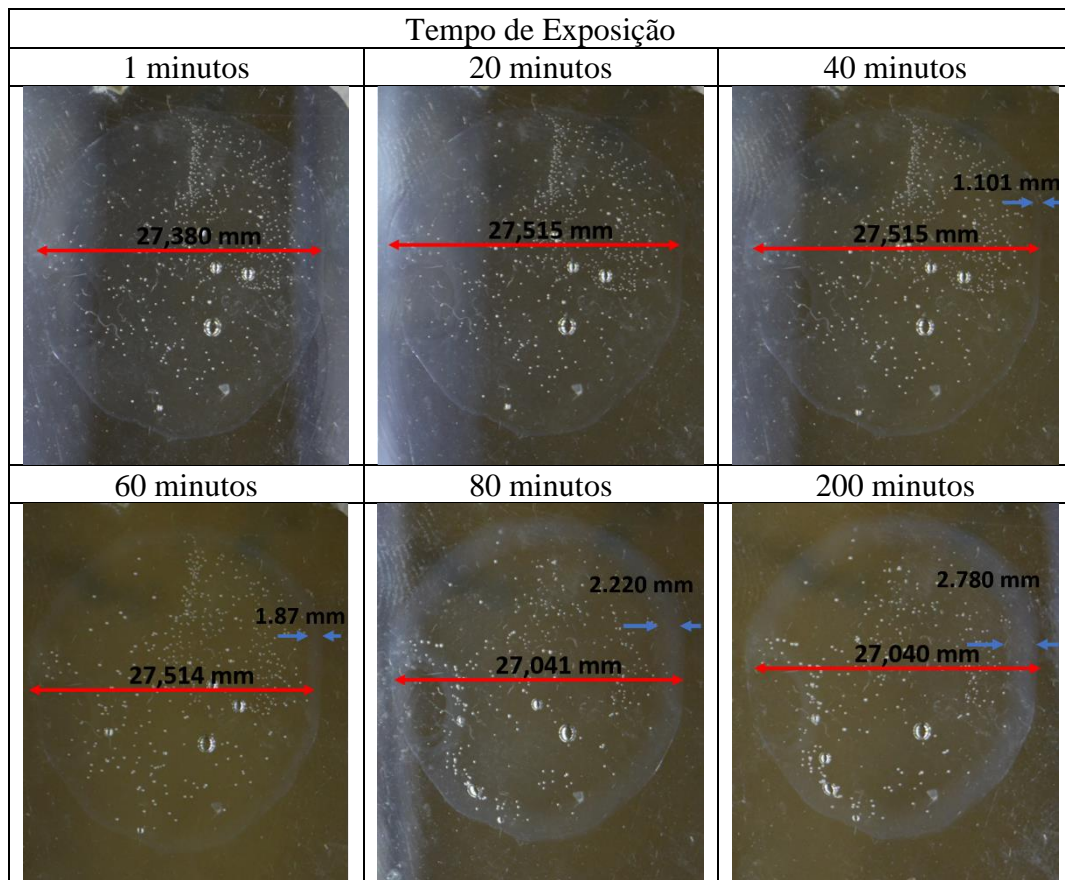 Tempo de Exposição
1 minutos
20 minutos
40 minutos
27,380 mm
27,515 mm
1.101 mm
27,515 mm
60 minutos
80 minutos
200 minutos
1.87 mm
27,514 mm
2.220 mm
27,041 mm
2.780 mm
27,040 mm